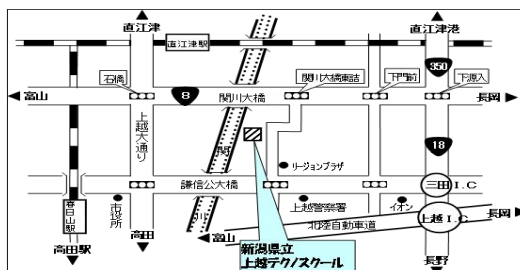 直江津
直江津港
直江津駅
350
石橋
関川大橋東詰
下門前
下源入
富山
8
関川大橋
長岡
上越大通り
関
18
リージョンプラザ
謙信公大橋
三田I.C
春日山駅
市役所
川
上越警察署
イオン
上越I.C
長岡
北陸自動車道
高田駅
高田
富山
長野
新潟県立
上越テクノスクール